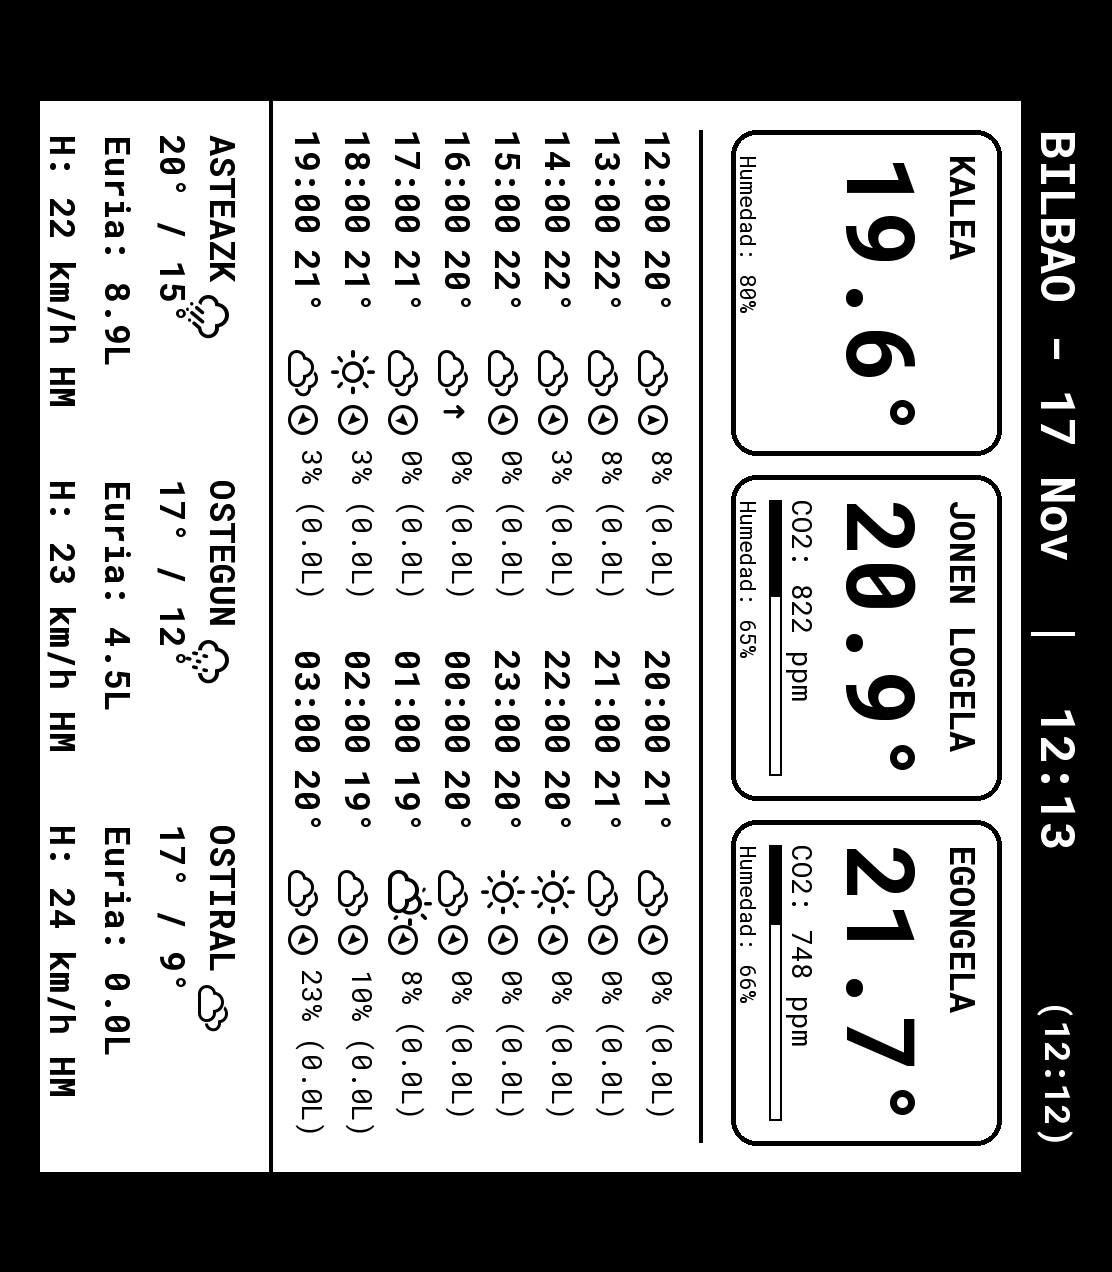 BILBAO - 17 Nov | 12:13 (12:12)
KALEA
19.6°
Humedad: 80%
JONEN LOGELA
20.9°
CO2: 822 ppm
Humedad: 65%
EGONGELA
21.7°
CO2: 748 ppm
Humedad: 66%
12:00 20° 8% (0.0L)
13:00 22° 8% (0.0L)
14:00 22° 3% (0.0L)
15:00 22° 0% (0.0L)
16:00 20° 0% (0.0L)
17:00 21° 0% (0.0L)
18:00 21° 3% (0.0L)
19:00 21° 3% (0.0L)
20:00 21° 0% (0.0L)
21:00 21° 0% (0.0L)
22:00 20° 0% (0.0L)
23:00 20° 0% (0.0L)
00:00 20° 0% (0.0L)
01:00 19° 8% (0.0L)
02:00 19° 10% (0.0L)
03:00 20° 23% (0.0L)
ASTEAZK
20° / 15°
Euria: 8.9L
H: 22 km/h HM
OSTEGUN
17° / 12°
Euria: 4.5L
H: 23 km/h HM
OSTIRAL
17° / 9°
Euria: 0.0L
H: 24 km/h HM